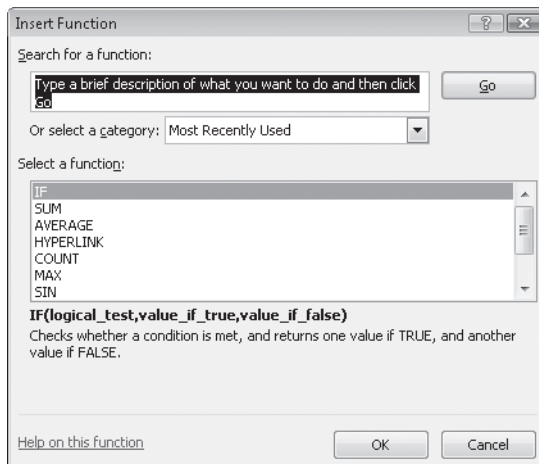 Insert Function
Search for a function:
Type a brief description of what you want to do and then click
Go
Go
Or select a category: Most Recently Used
Select a function:
IF
SUM
AVERAGE
HYPERLINK
COUNT
MAX
SIN
IF(logical_test,value_if_true,value_if_false)
Checks whether a condition is met, and returns one value if TRUE, and another
value if FALSE.
Help on this function
OK
Cancel